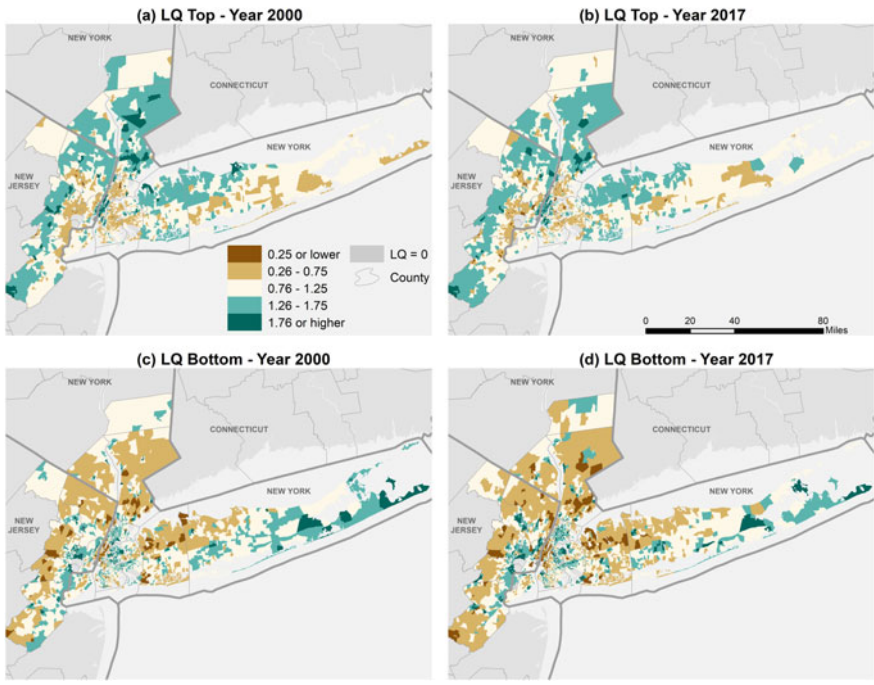 (a) LQ Top - Year 2000
(b) LQ Top - Year 2017
NEW YORK
CONNECTICUT
NEW YORK
NEW
JERSEY
NEW YORK
CONNECTICUT
NEW YORK
NEW
JERSEY
0.25 or lower
0.26 - 0.75
0.76 - 1.25
1.26 - 1.75
1.76 or higher
LQ = 0
County
0 20 40 80
Miles
(c) LQ Bottom - Year 2000
(d) LQ Bottom - Year 2017
NEW YORK
CONNECTICUT
NEW YORK
NEW
JERSEY
NEW YORK
CONNECTICUT
NEW YORK
NEW
JERSEY